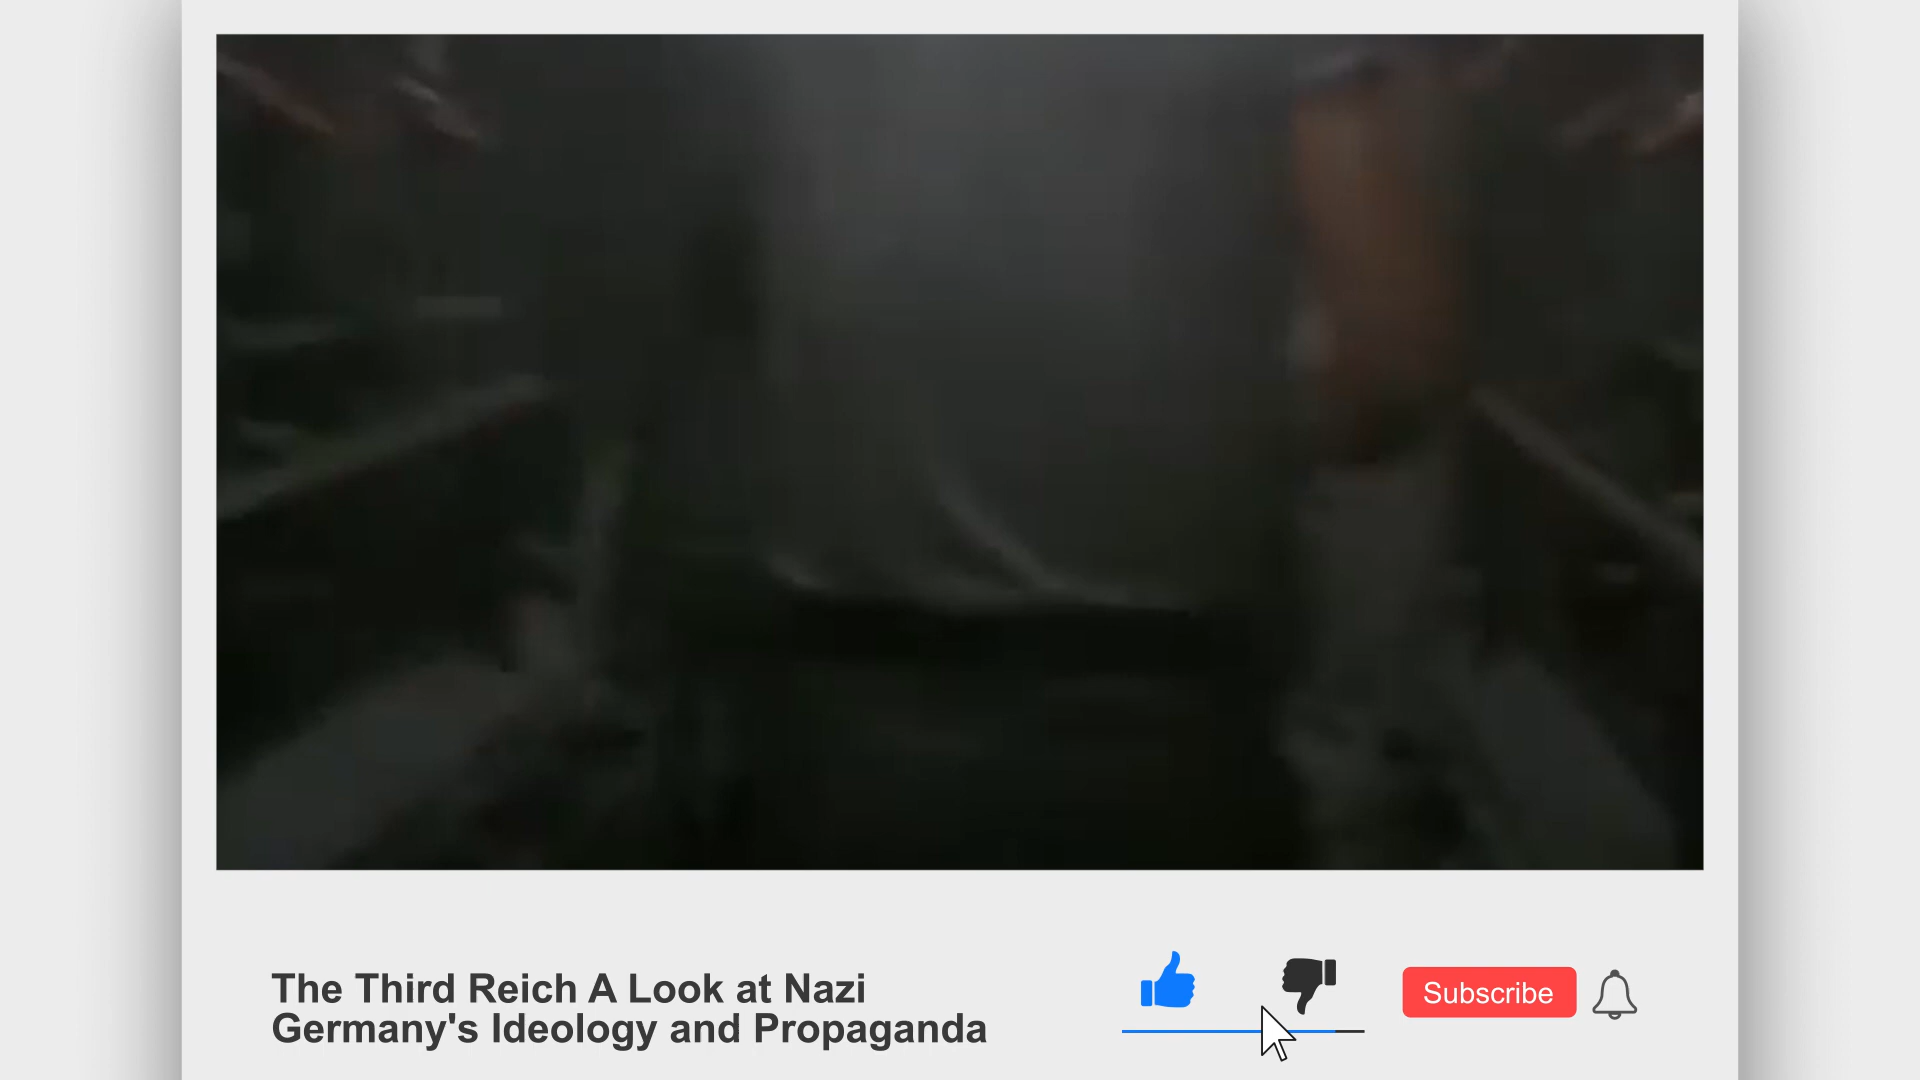 The Third Reich A Look at Nazi
Germany's Ideology and Propaganda
Subscribe